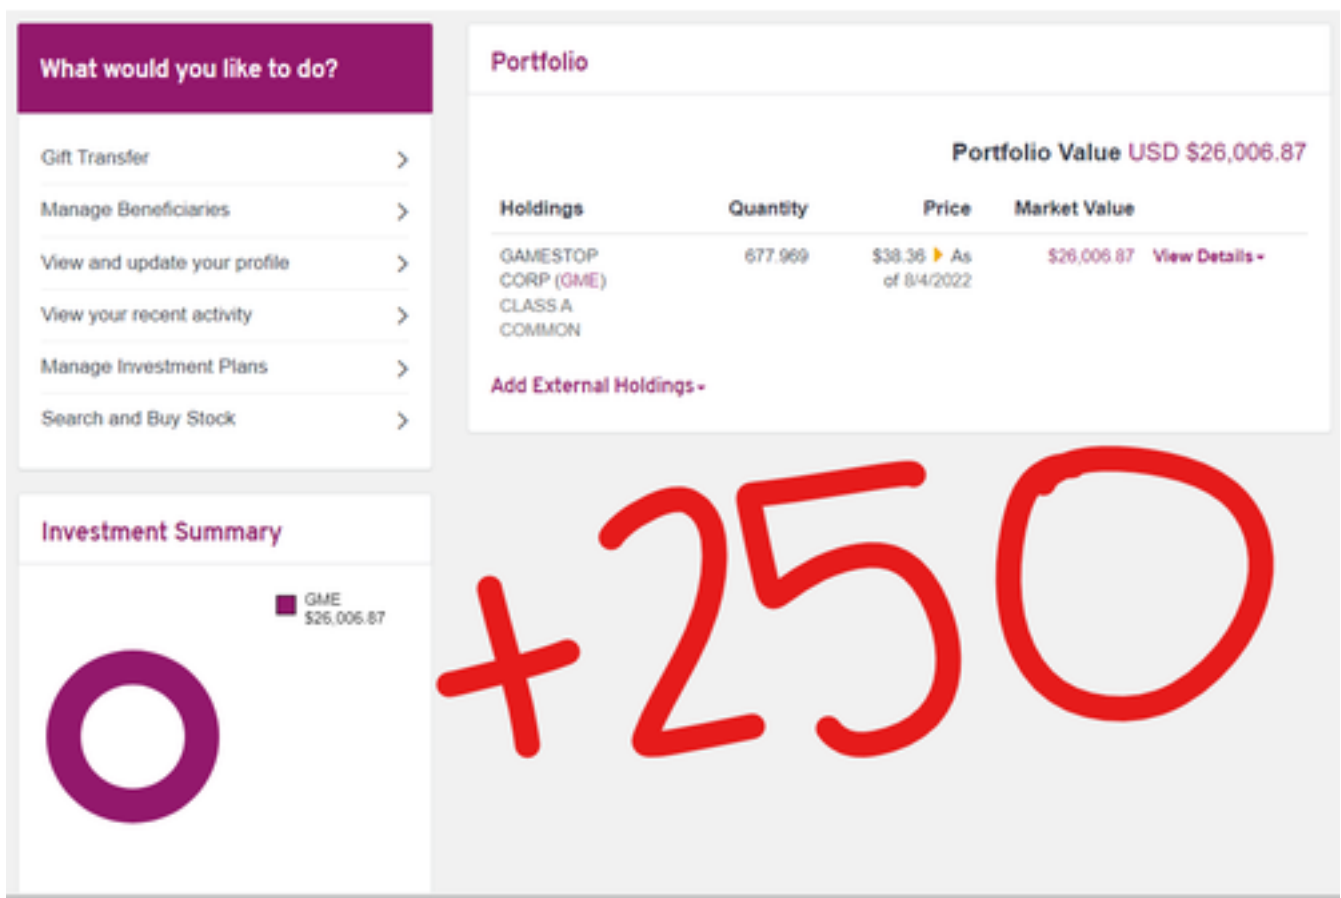 What would you like to do?
Gift Transfer
Manage Beneficiaries
View and update your profile
View your recent activity
Manage Investment Plans
Search and Buy Stock
Investment Summary
GME
$26,006.87
Portfolio
Portfolio Value USD $26,006.87
Holdings Quantity Price Market Value
GAMESTOP 677.969 $38.36 As $26,006.87 View Details
CORP (GME) of 8/4/2022
CLASS A
COMMON
Add External Holdings
+250